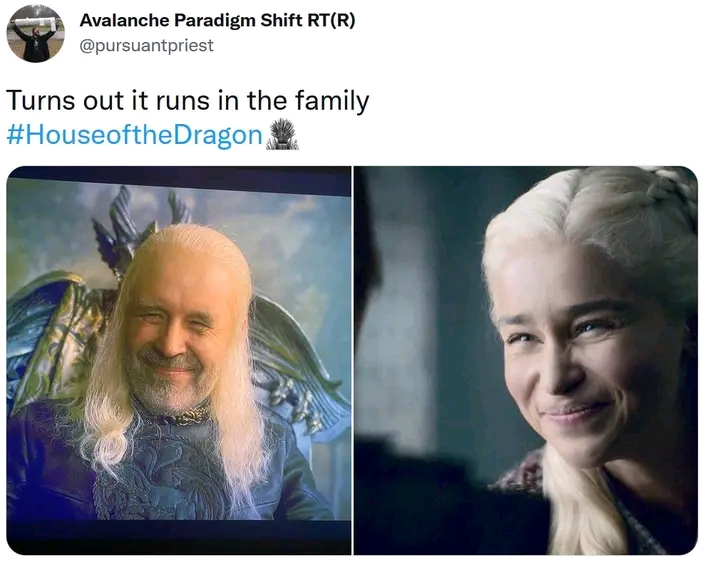 Avalanche Paradigm Shift RT(R)
@pursuantpriest
Turns out it runs in the family
#HouseoftheDragon